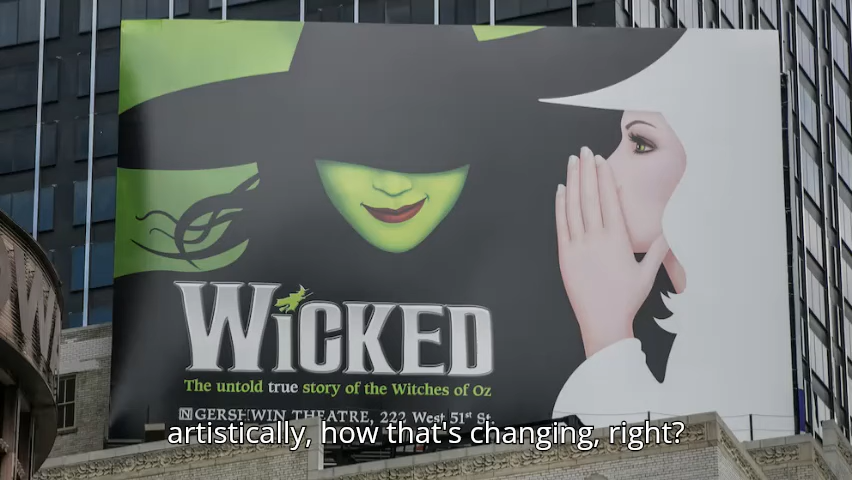 WICKED
The untold true story of the Witches of Oz
N GERSHWIN THEATRE, 222 West 51st St.
artistically, how that's changing, right?